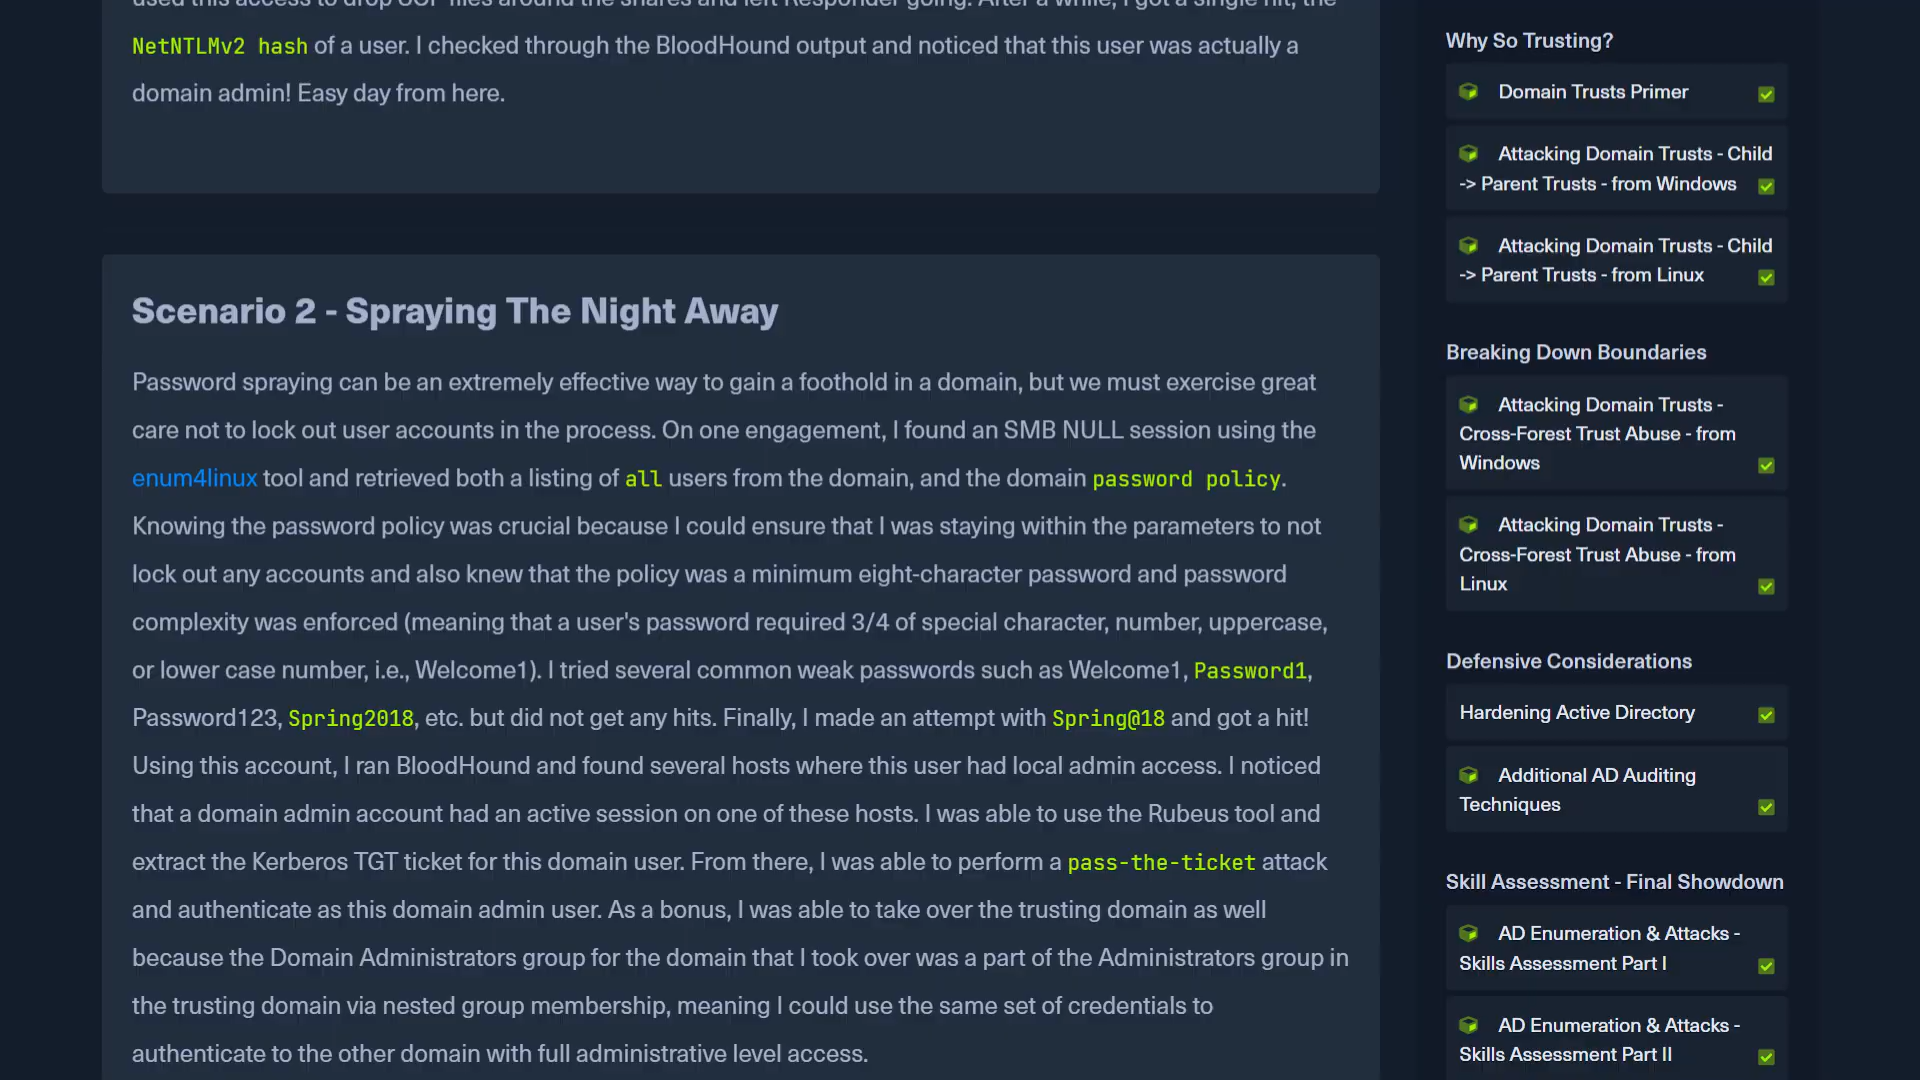 NetNTLMv2 hash of a user. I checked through the BloodHound output and noticed that this user was actually a
domain admin! Easy day from here.
Scenario 2 - Spraying The Night Away
Password spraying can be an extremely effective way to gain a foothold in a domain, but we must exercise great
care not to lock out user accounts in the process. On one engagement, I found an SMB NULL session using the
enum4linux tool and retrieved both a listing of all users from the domain, and the domain password policy.
Knowing the password policy was crucial because I could ensure that I was staying within the parameters to not
lock out any accounts and also knew that the policy was a minimum eight-character password and password
complexity was enforced (meaning that a user's password required 3/4 of special character, number, uppercase,
or lower case number, i.e., Welcome1). I tried several common weak passwords such as Welcome1, Password1,
Password123, Spring2018, etc. but did not get any hits. Finally, I made an attempt with Spring@18 and got a hit!
Using this account, I ran BloodHound and found several hosts where this user had local admin access. I noticed
that a domain admin account had an active session on one of these hosts. I was able to use the Rubeus tool and
extract the Kerberos TGT ticket for this domain user. From there, I was able to perform a pass-the-ticket attack
and authenticate as this domain admin user. As a bonus, I was able to take over the trusting domain as well
because the Domain Administrators group for the domain that I took over was a part of the Administrators group in
the trusting domain via nested group membership, meaning I could use the same set of credentials to
authenticate to the other domain with full administrative level access.
Why So Trusting?
Domain Trusts Primer
Attacking Domain Trusts - Child
-> Parent Trusts - from Windows
Attacking Domain Trusts - Child
-> Parent Trusts - from Linux
Breaking Down Boundaries
Attacking Domain Trusts -
Cross-Forest Trust Abuse - from
Windows
Attacking Domain Trusts -
Cross-Forest Trust Abuse - from
Linux
Defensive Considerations
Hardening Active Directory
Additional AD Auditing
Techniques
Skill Assessment - Final Showdown
AD Enumeration & Attacks -
Skills Assessment Part I
AD Enumeration & Attacks -
Skills Assessment Part II